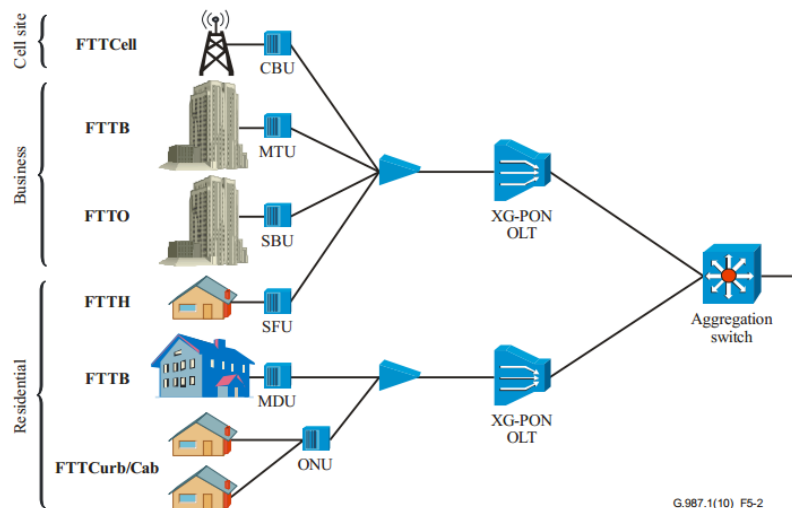 Cell site
FTTCell
CBU
Business
FTTB
MTU
XG-PON
OLT
FTTO
SBU
Aggregation
switch
Residential
FTTH
SFU
FTTB
MDU
XG-PON
OLT
FTTCurb/Cab
ONU
G.987.1(10) F5-2